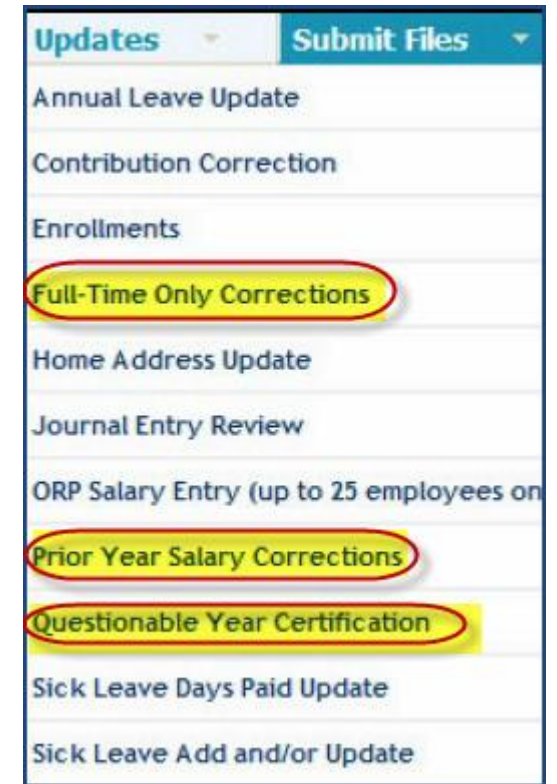 Updates Submit Files
Annual Leave Update
Contribution Correction
Enrollments
Full-Time Only Corrections
Home Address Update
Journal Entry Review
ORP Salary Entry (up to 25 employees on
Prior Year Salary Corrections
Questionable Year Certification
Sick Leave Days Paid Update
Sick Leave Add and/or Update